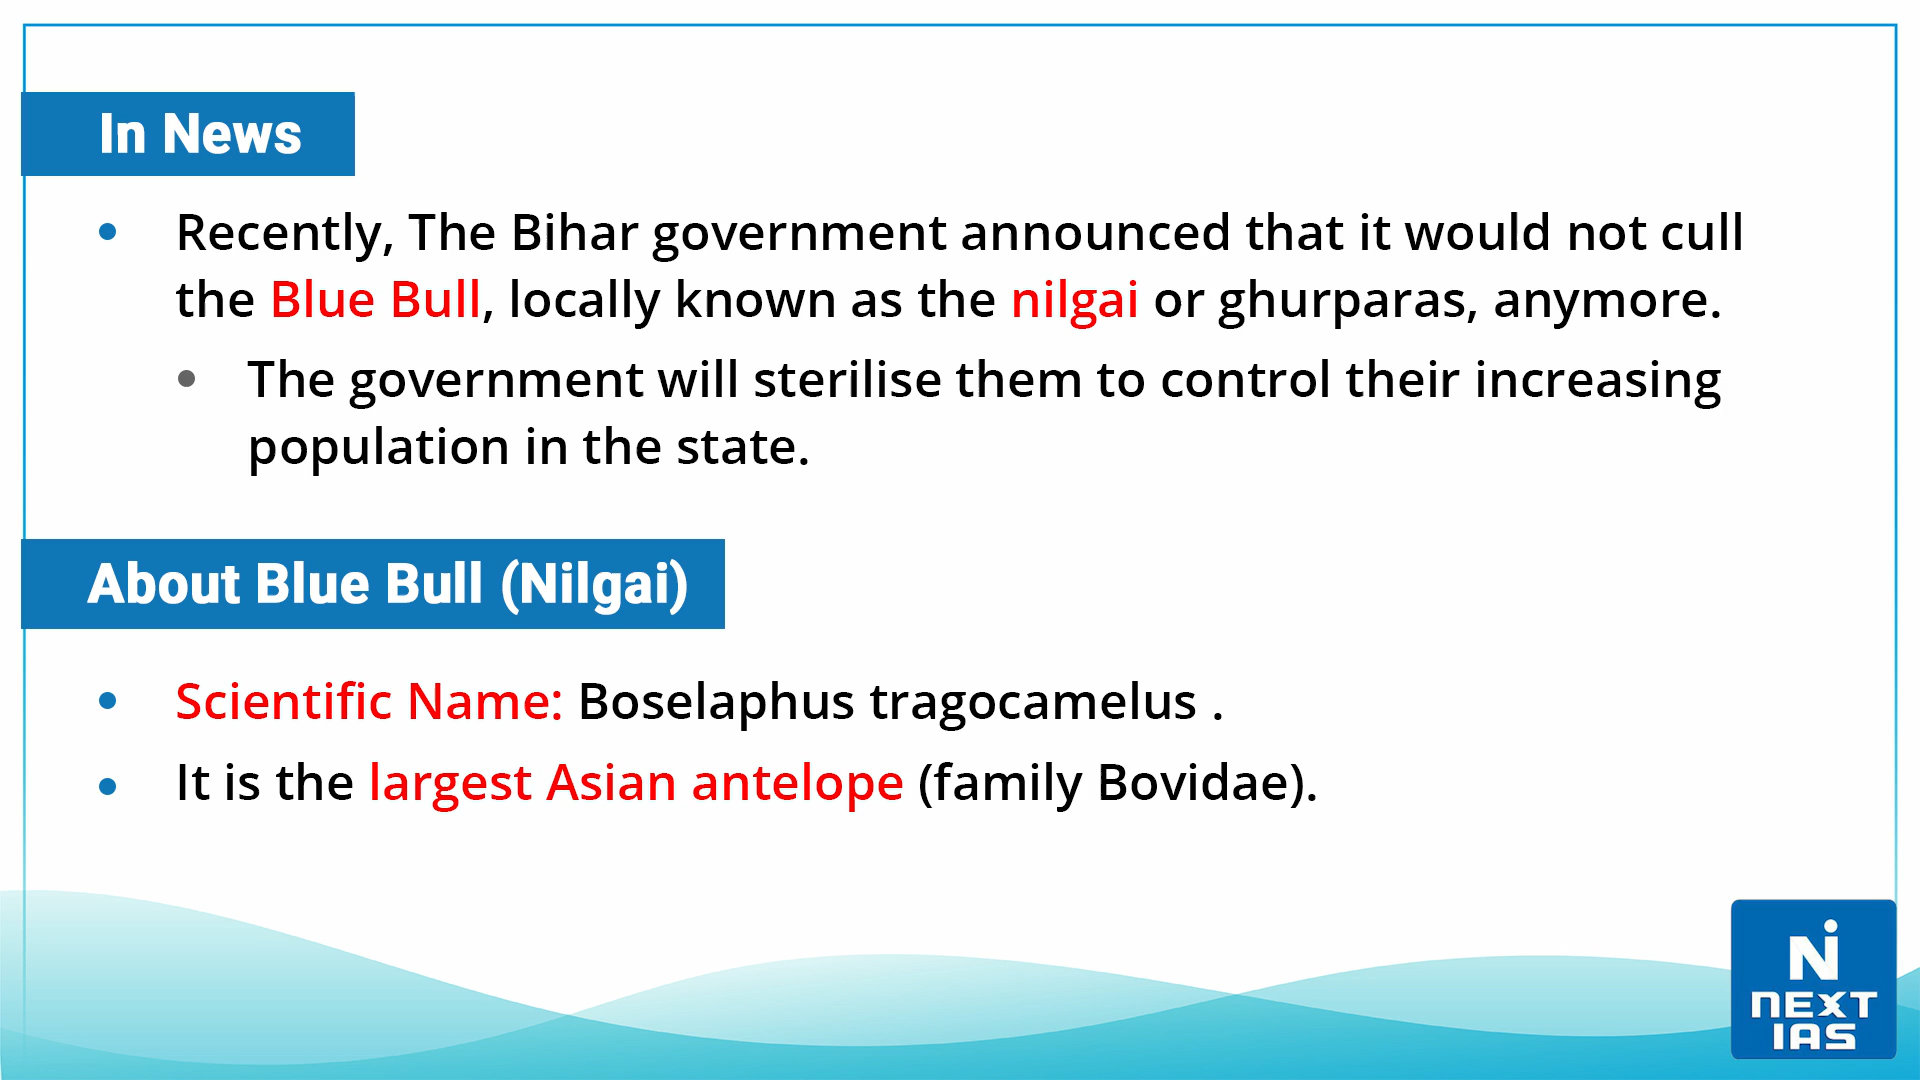 In News
Recently, The Bihar government announced that it would not cull
the Blue Bull, locally known as the nilgai or ghurparas, anymore.
The government will sterilise them to control their increasing
population in the state.
About Blue Bull (Nilgai)
Scientific Name: Boselaphus tragocamelus .
It is the largest Asian antelope (family Bovidae).
N
NEXT
IAS